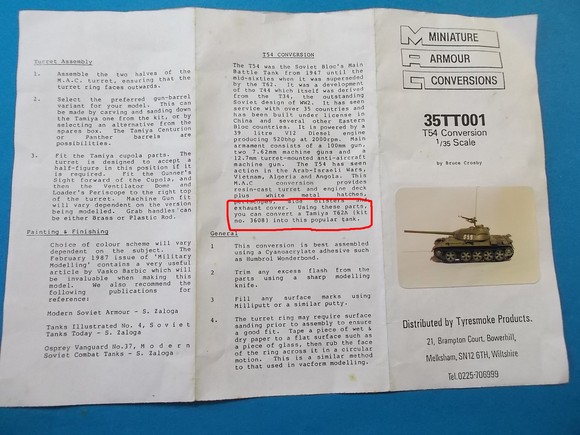 Turret Assembly
1. Assemble the two halves of the
M.A.C. turret, ensuring that the
turret ring faces outwards.
2. Select the preferred gun-barrel
variant for your model. This can
be made by carving and sanding down
the Tamiya one from the kit, or by
selecting an alternative from the
spares box. The Tamiya Centurion
or Panther barrels are
possibilities.
3. Fit the Tamiya cupola parts. The
turret is designed to accept a
half-figure in this position if it
is required. Fit the Gunner's
Sight forward of the Cupola, and
then the Ventilator Dome and
Loader's Periscope to the right top
of the turret. Machine Gun fit
will vary dependent on the version
being modelled. Grab handles can
be either Brass or Plastic Rod.
Painting & Finishing
Choice of colour scheme will vary
dependent on the subject. The
February 1987 issue of 'Military
Modelling' contains a very useful
article by Vasko Barbic which will
be invaluable when making this
model. We also recommend the
following publications for
reference:
Modern Soviet Armour - S. Zaloga
Tanks Illustrated No. 4, Soviet
Tanks Today - S. Zaloga
Osprey Vanguard No.37, Modern
Soviet Combat Tanks - S. Zaloga
T54 CONVERSION
The T54 was the Soviet Bloc's Main
Battle Tank from 1947 until the
mid-sixties when it was superseded
by the T62. It was a development
of the T44 which itself was derived
from the T34, the outstanding
Soviet design of WW2. It has seen
service with over 35 countries and
has been built under license in
China and several other Eastern
Bloc countries. It is powered by a
39 litre V12 Diesel engine
producing 520bhp at 2000rpm. Main
armament consists of a 100mm gun,
two 7.62mm machine guns and a
12.7mm turret-mounted anti-aircraft
machine gun. The T54 has seen
action in the Arab-Israeli Wars,
Vietnam, Algeria and Angola. This
M.A.C. conversion provides
resin-cast turret and engine deck
plus white metal hatches,
periscopes, side blisters and
exhaust cover. Using these parts,
you can convert a Tamiya T62A (kit
no. 3608) into this popular tank.
General
1 This conversion is best assembled
using a Cyanoacrylate adhesive such
as Humbrol Wonderbond.
2 Trim any excess flash from the
parts using a sharp modelling
knife.
3 Fill any surface marks using
Milliputt or a similar putty.
4. The turret ring may require surface
sanding prior to assembly to ensure
a good fit. Tape a piece of wet &
dry paper to a flat surface such as
a piece of glass, then rub the face
of the ring across it in a circular
motion. This is a similar method
to that used in vacform modelling.
MINIATURE
ARMOUR
CONVERSIONS
35TT001
T54 Conversion
1/35 Scale
by Bruce Crosby
Distributed by Tyresmoke Products.
21, Brampton Court, Bowerhill,
Melksham, SN12 6TH, Wiltshire
Tel. 0225-706999